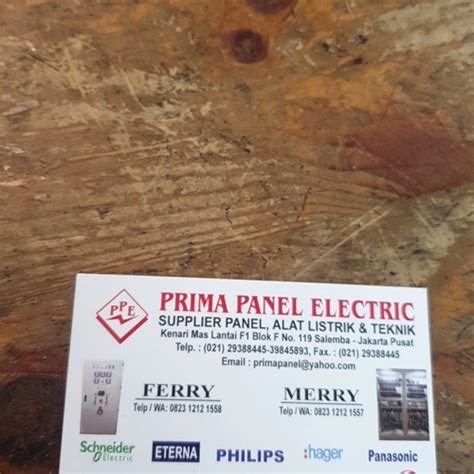 PPE
PRIMA PANEL ELECTRIC
SUPPLIER PANEL, ALAT LISTRIK & TEKNIK
Kenari Mas Lantai F1 Blok F No. 119 Salemba - Jakarta Pusat
Telp. : (021) 29388445-39845893, Fax. : (021) 29388445
Email : primapanel@yahoo.com
FERRY
Telp / WA: 0823 1212 1558
MERRY
Telp / WA: 0823 1212 1557
Schneider Electric
ETERNA
PHILIPS
:hager
Panasonic